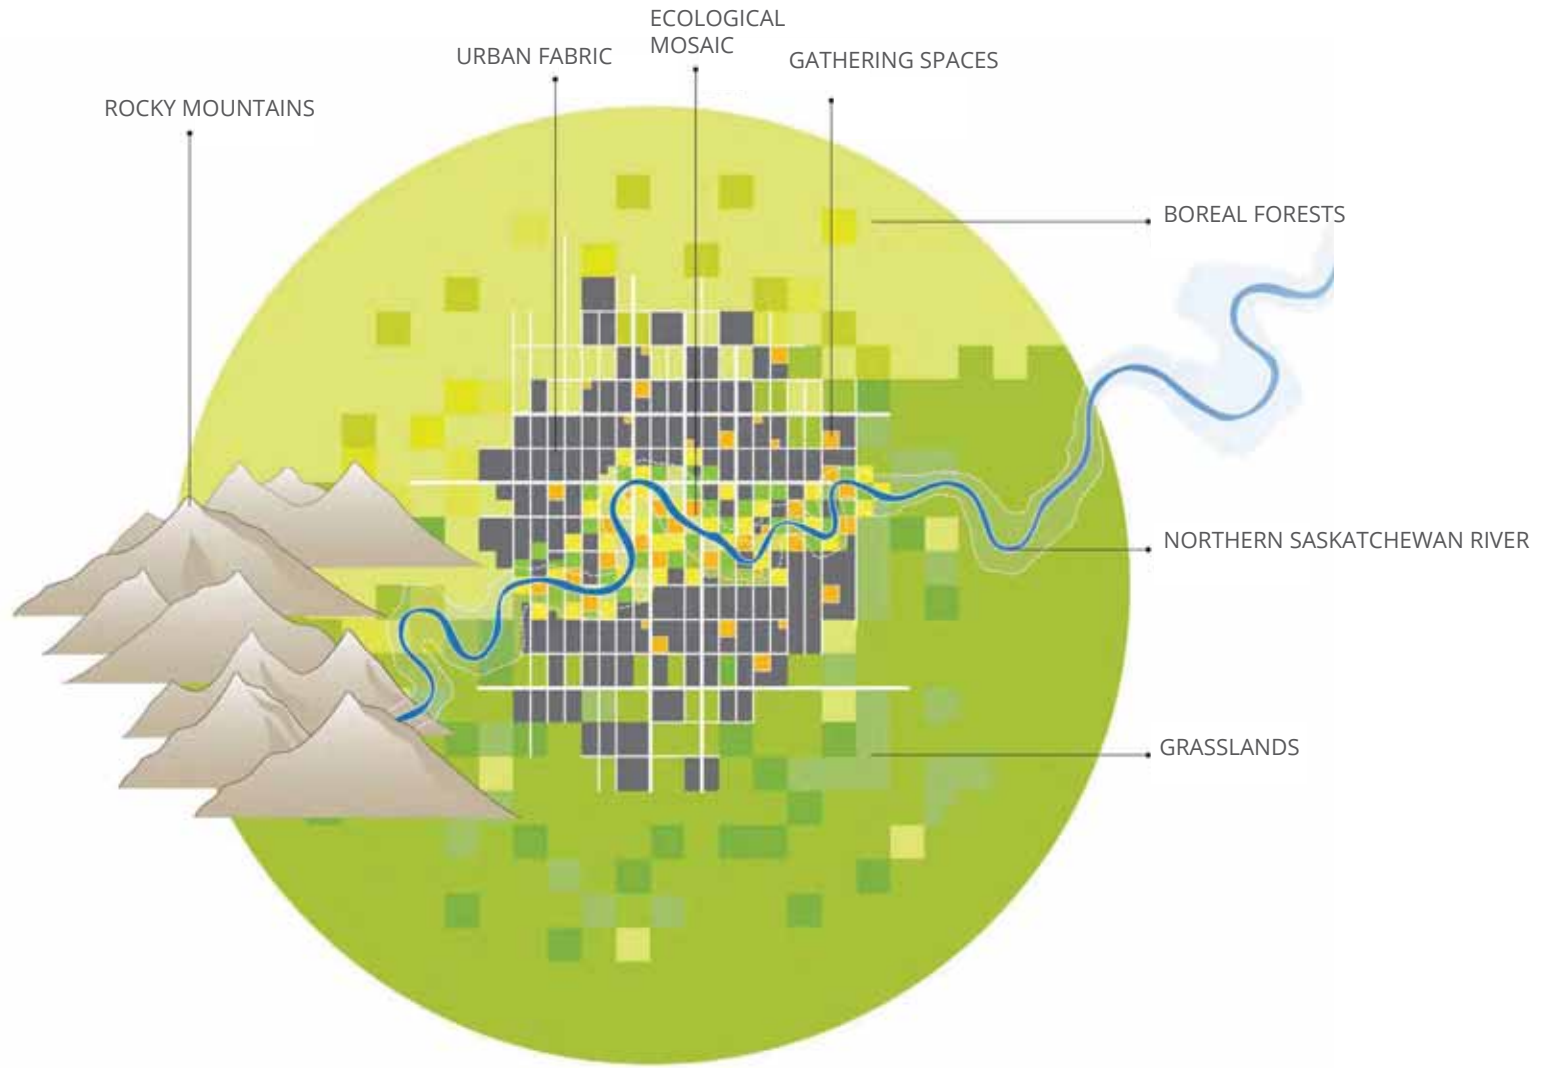 ECOLOGICAL
MOSAIC
URBAN FABRIC
GATHERING SPACES
ROCKY MOUNTAINS
BOREAL FORESTS
NORTHERN SASKATCHEWAN RIVER
GRASSLANDS